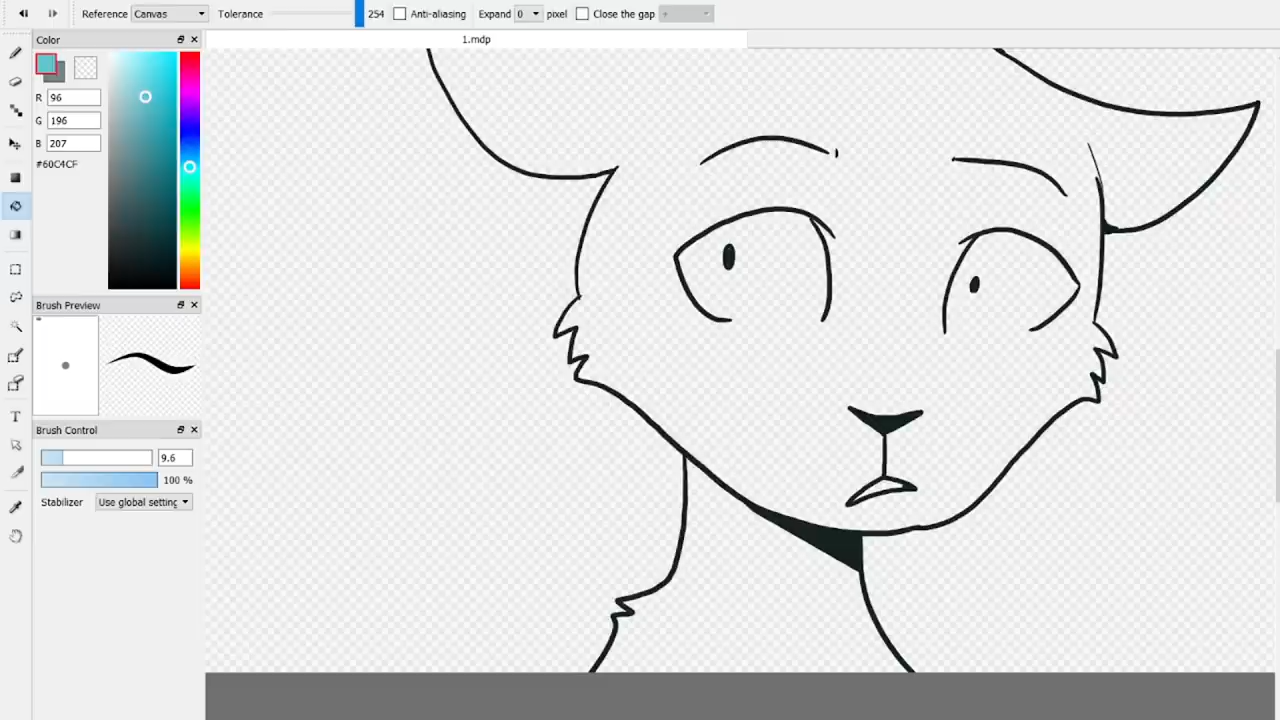 Reference Canvas Tolerance 254 Anti-aliasing Expand 0 pixel Close the gap
Color
1.mdp
R 96
G 196
B 207
#60C4CF
Brush Preview
Brush Control
9.6
100 %
Stabilizer Use global setting
T